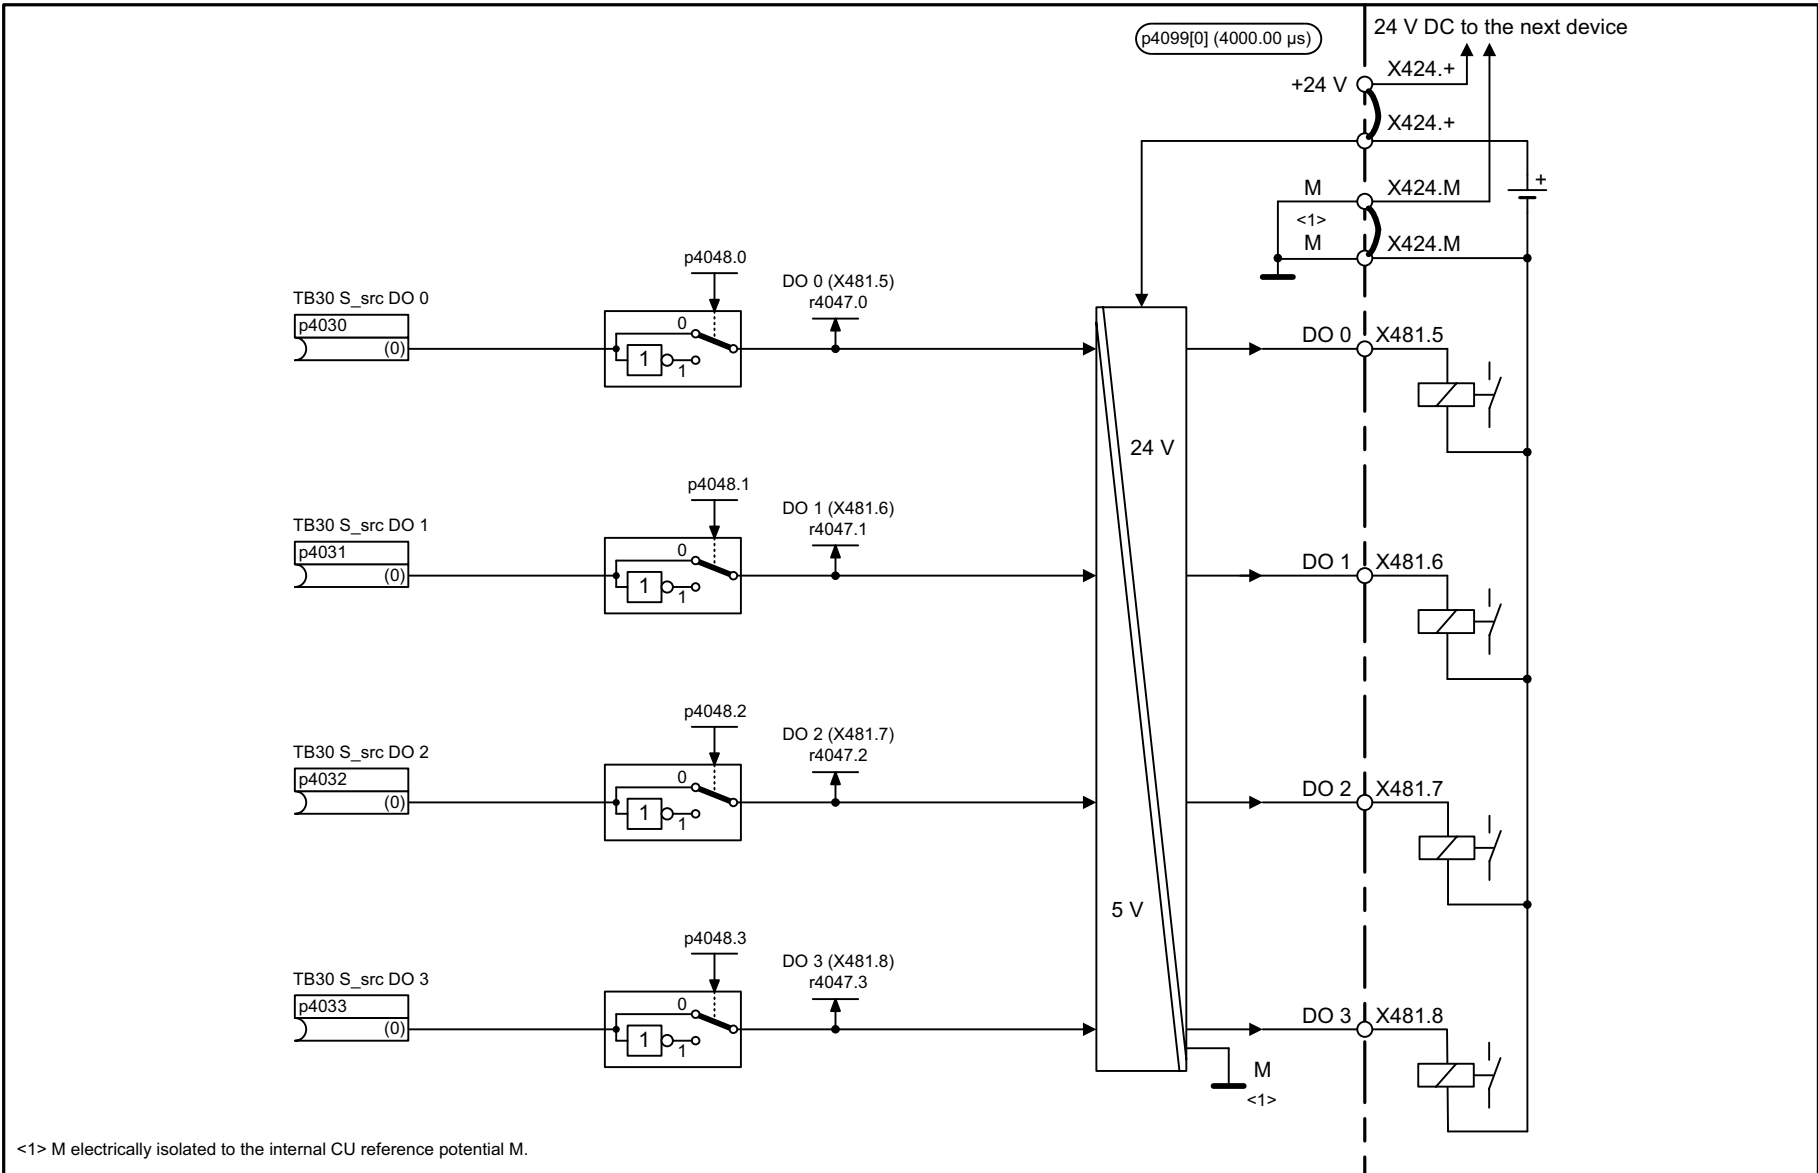 p4099[0] (4000.00 µs)
24 V DC to the next device
+24 V
X424.+
X424.+
M
X424.M
<1>
M
X424.M
TB30 S_src DO 0
p4030
(0)
p4048.0
0
1
1
DO 0 (X481.5)
r4047.0
DO 0
X481.5
24 V
TB30 S_src DO 1
p4031
(0)
p4048.1
0
1
1
DO 1 (X481.6)
r4047.1
DO 1
X481.6
TB30 S_src DO 2
p4032
(0)
p4048.2
0
1
1
DO 2 (X481.7)
r4047.2
DO 2
X481.7
5 V
TB30 S_src DO 3
p4033
(0)
p4048.3
0
1
1
DO 3 (X481.8)
r4047.3
DO 3
X481.8
M
<1>
+
<1> M electrically isolated to the internal CU reference potential M.